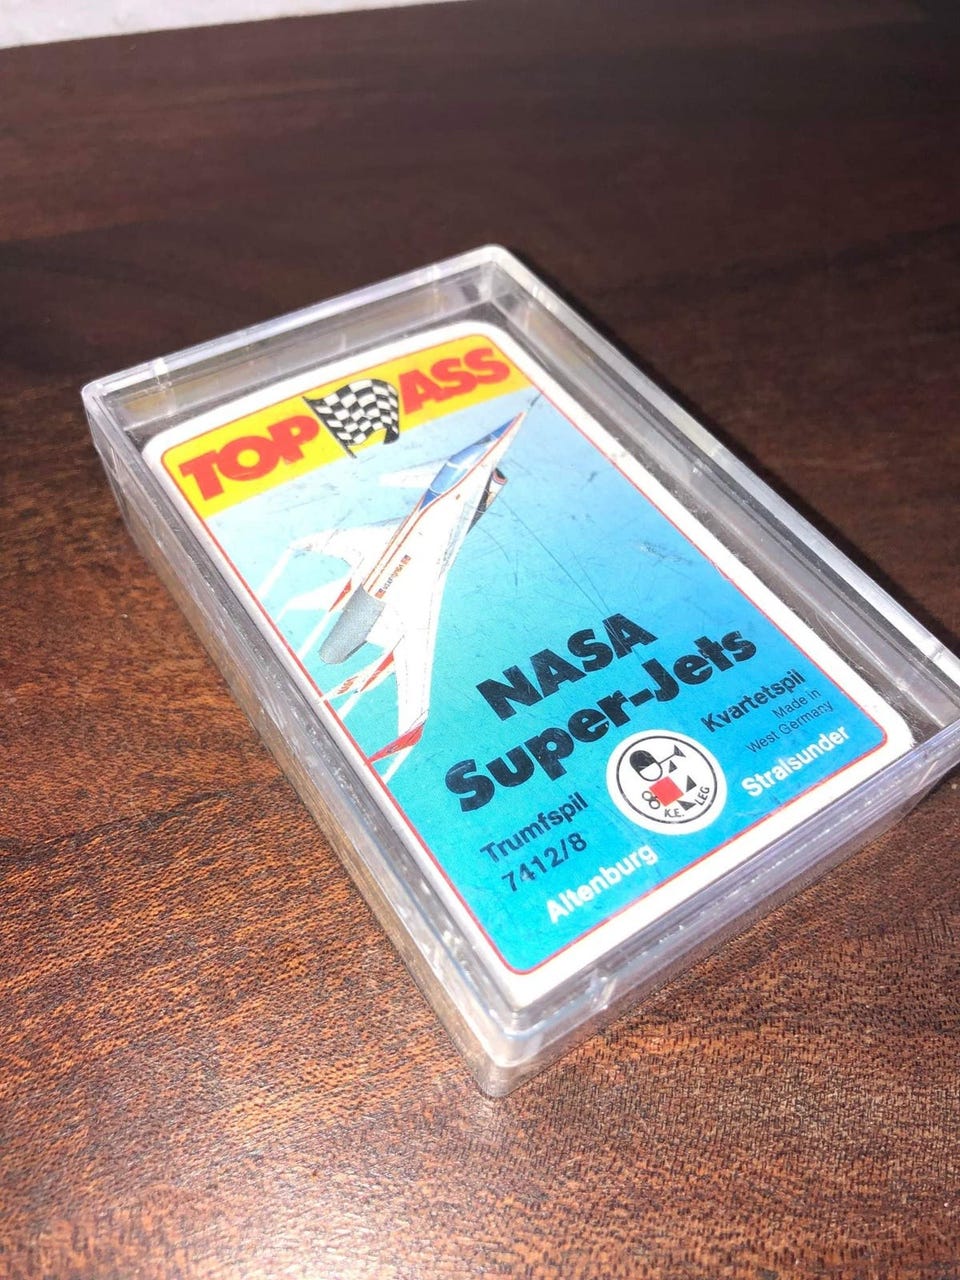 TOP ASS
NASA
Super-Jets
Trumfspil
7412/8
Kvartetspil
Made in
West Germany
K.E. LEG
Altenburg
Stralsunder